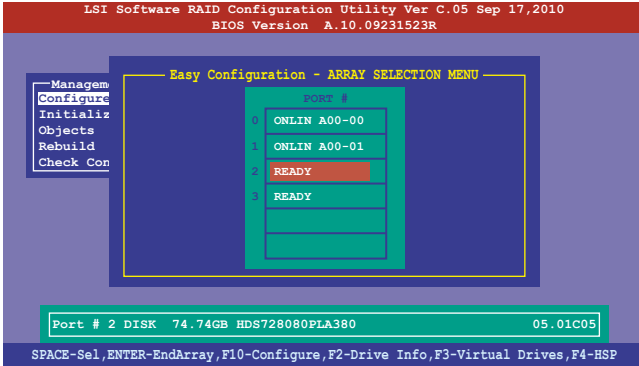 LSI Software RAID Configuration Utility Ver C.05 Sep 17,2010
BIOS Version A.10.09231523R
Easy Configuration - ARRAY SELECTION MENU
Managem
Configure
Initializ
Objects
Rebuild
Check Con
PORT #
0 ONLIN A00-00
1 ONLIN A00-01
2 READY
3 READY
Port # 2 DISK 74.74GB HDS728080PLA380 05.01C05
SPACE-Sel,ENTER-EndArray,F10-Configure,F2-Drive Info,F3-Virtual Drives,F4-HSP